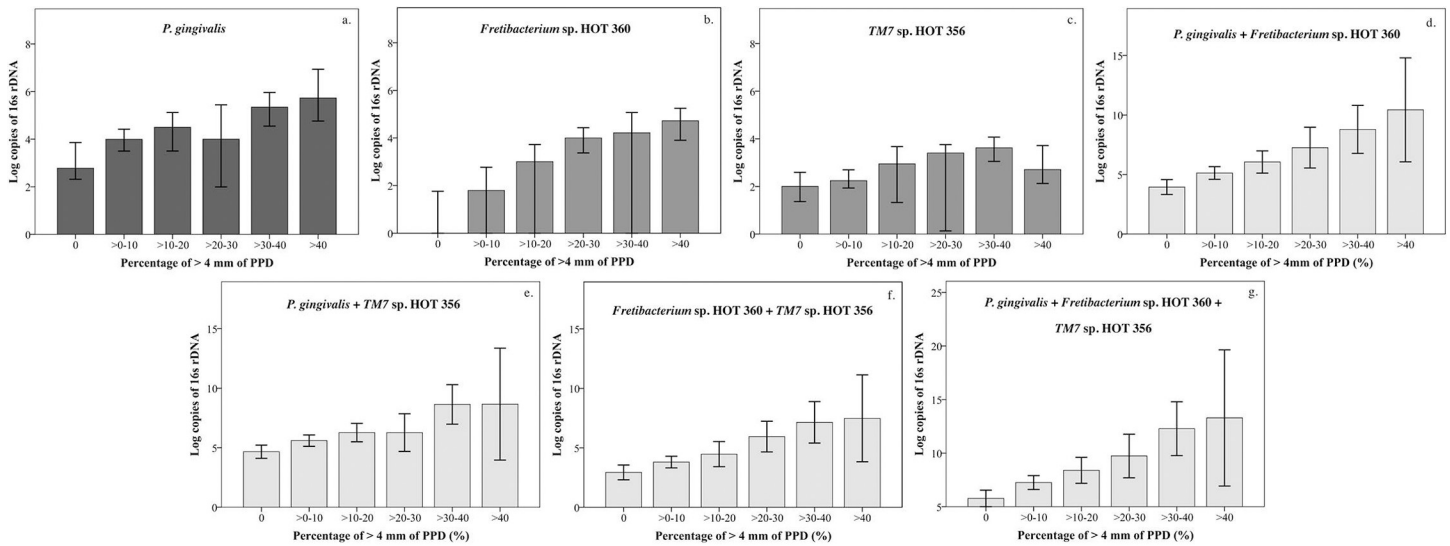 a.
P. gingivalis
Log copies of 16s rDNA
8
6
4
2
0
0 >0-10 >10-20 >20-30 >30-40 >40
Percentage of > 4 mm of PPD
b.
Fretibacterium sp. HOT 360
Log copies of 16s rDNA
8
6
4
2
0
0 >0-10 >10-20 >20-30 >30-40 >40
Percentage of >4 mm of PPD
c.
TM7 sp. HOT 356
Log copies of 16s rDNA
8
6
4
2
0
0 >0-10 >10-20 >20-30 >30-40 >40
Percentage of >4 mm of PPD
d.
P. gingivalis + Fretibacterium sp. HOT 360
Log copies of 16s rDNA
15
10
5
0
0 >0-10 >10-20 >20-30 >30-40 >40
Percentage of > 4mm of PPD (%)
e.
P. gingivalis + TM7 sp. HOT 356
Log copies of 16s rDNA
15
10
5
0
0 >0-10 >10-20 >20-30 >30-40 >40
Percentage of > 4 mm of PPD (%)
f.
Fretibacterium sp. HOT 360 + TM7 sp. HOT 356
Log copies of 16s rDNA
15
10
5
0
0 >0-10 >10-20 >20-30 >30-40 >40
Percentage of > 4 mm of PPD (%)
g.
P. gingivalis + Fretibacterium sp. HOT 360 +
TM7 sp. HOT 356
Log copies of 16s rDNA
25
20
15
10
5
0 >0-10 >10-20 >20-30 >30-40 >40
Percentage of > 4 mm of PPD (%)